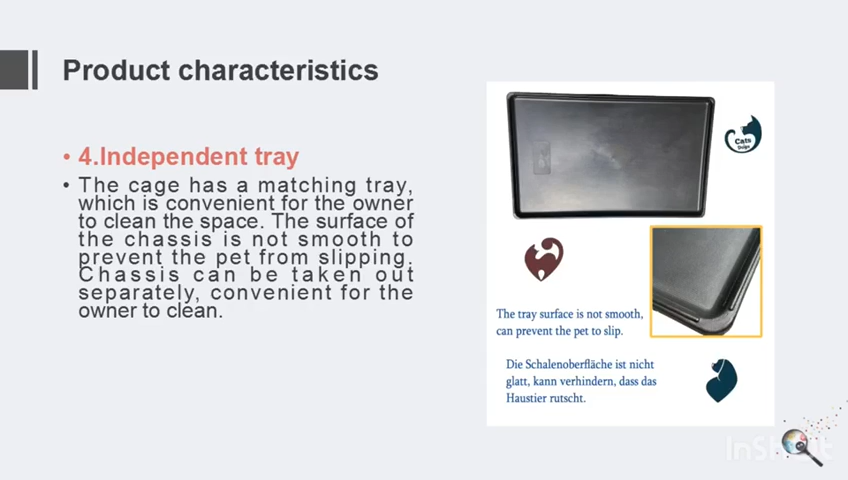 Product characteristics
• 4.Independent tray
• The cage has a matching tray,
which is convenient for the owner
to clean the space. The surface of
the chassis is not smooth to
prevent the pet from slipping.
Chassis can be taken out
separately, convenient for the
owner to clean.
Cats
The tray surface is not smooth,
can prevent the pet to slip.
Die Schalenoberfläche ist nicht
glatt, kann verhindern, dass das
Haustier rutscht.
InShot